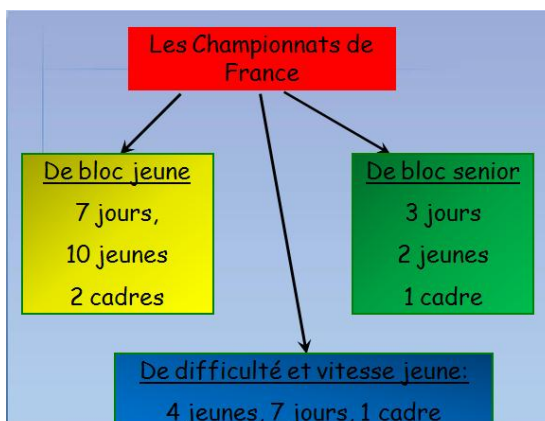 Les Championnats de
France
De bloc jeune
7 jours,
10 jeunes
2 cadres
De bloc senior
3 jours
2 jeunes
1 cadre
De difficulté et vitesse jeune:
4 jeunes, 7 jours, 1 cadre